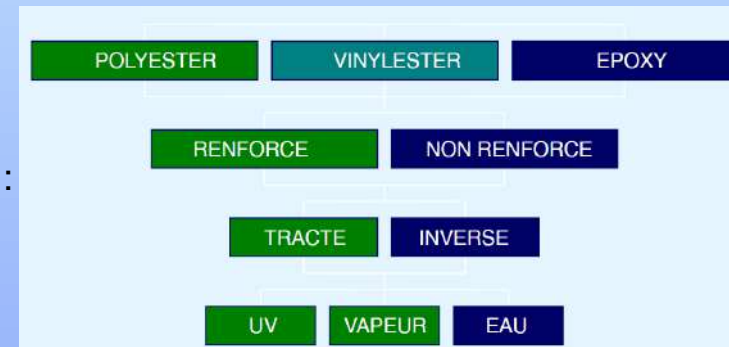 POLYESTER VINYLESTER EPOXY
RENFORCE NON RENFORCE
:
TRACTE INVERSE
UV VAPEUR EAU